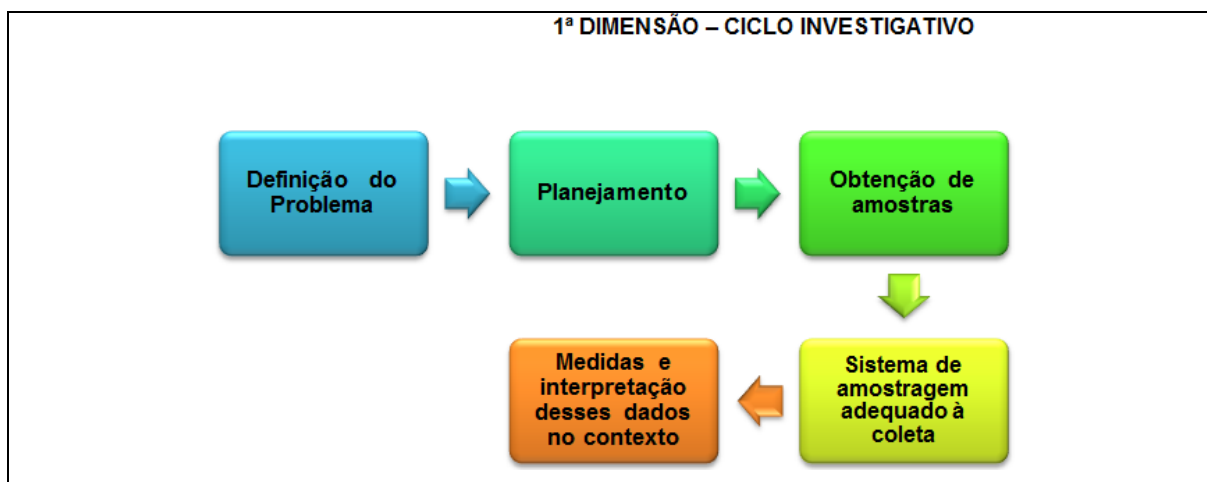 1ª DIMENSÃO – CICLO INVESTIGATIVO
Definição do
Problema
Planejamento
Obtenção de
amostras
Sistema de
amostragem
adequado à
coleta
Medidas e
interpretação
desses dados
no contexto